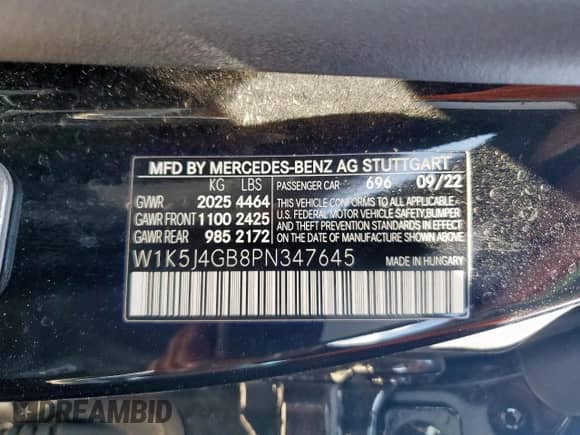 MFD BY MERCEDES-BENZ AG STUTTGART
KG LBS PASSENGER CAR 696 09/22
GVWR 2025 4464
GAWR FRONT 1100 2425
GAWR REAR 985 2172
THIS VEHICLE CONFORMS TO ALL APPLICABLE
U.S. FEDERAL MOTOR VEHICLE SAFETY, BUMPER
AND THEFT PREVENTION STANDARDS IN EFFECT
ON THE DATE OF MANUFACTURE SHOWN ABOVE.
W1K5J4GB8PN347645 MADE IN HUNGARY
DREAMBID